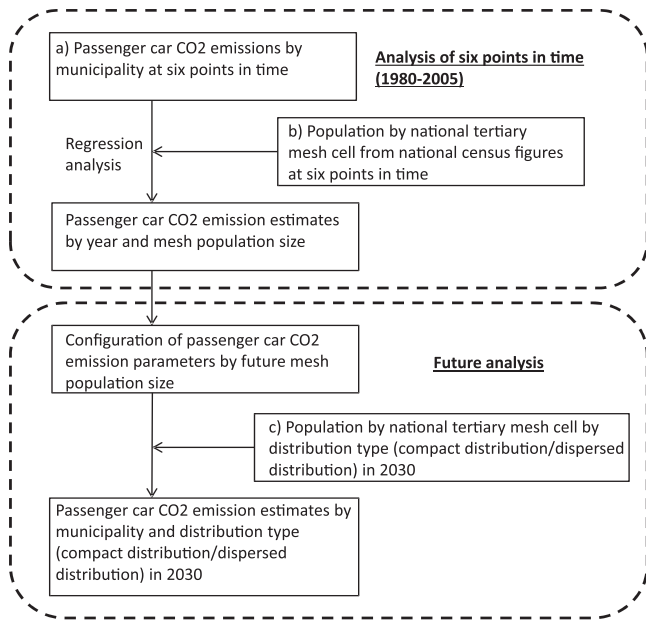 a) Passenger car CO2 emissions by
municipality at six points in time
Analysis of six points in time
(1980-2005)
Regression
analysis
b) Population by national tertiary
mesh cell from national census figures
at six points in time
Passenger car CO2 emission estimates
by year and mesh population size
Configuration of passenger car CO2
emission parameters by future mesh
population size
Future analysis
c) Population by national tertiary mesh cell by
distribution type (compact distribution/dispersed
distribution) in 2030
Passenger car CO2 emission estimates by
municipality and distribution type
(compact distribution/dispersed
distribution) in 2030